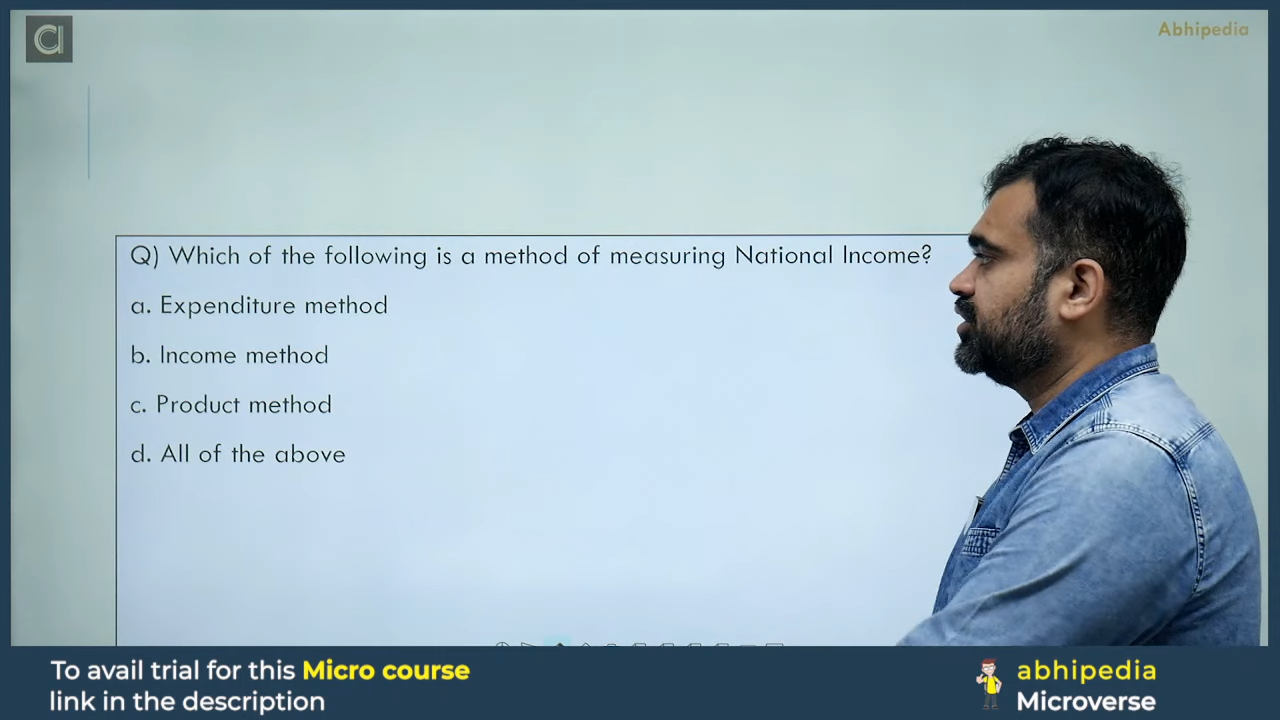 Abhipedia
Q) Which of the following is a method of measuring National Income?
a. Expenditure method
b. Income method
c. Product method
d. All of the above
To avail trial for this Micro course
link in the description
abhipedia
Microverse